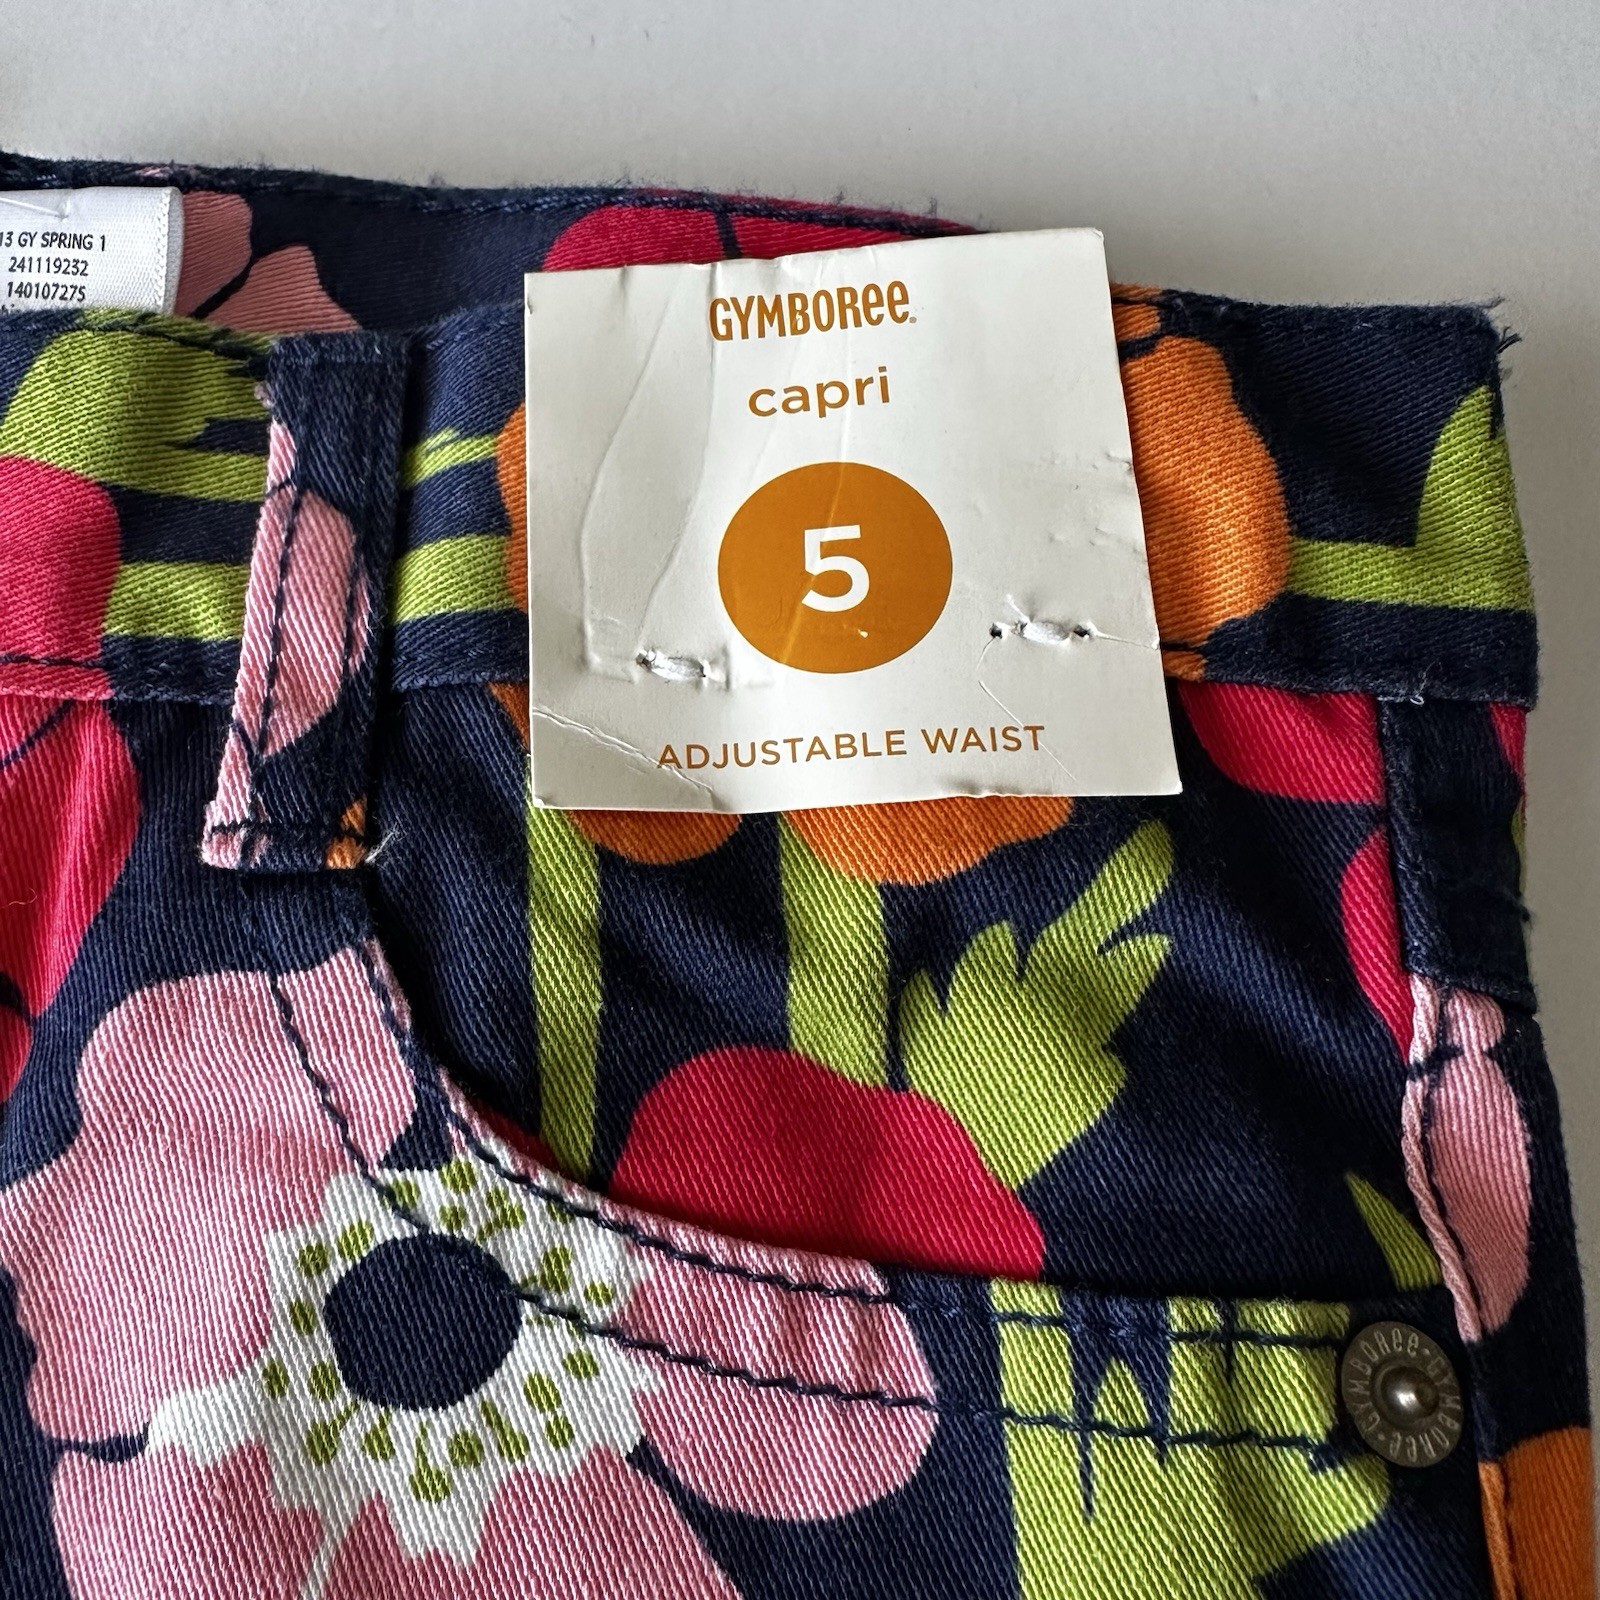 13 GY SPRING 1
241119232
140107275
GYMBOREE
capri
5
ADJUSTABLE WAIST
GYMBOREE • GYMBOREE •